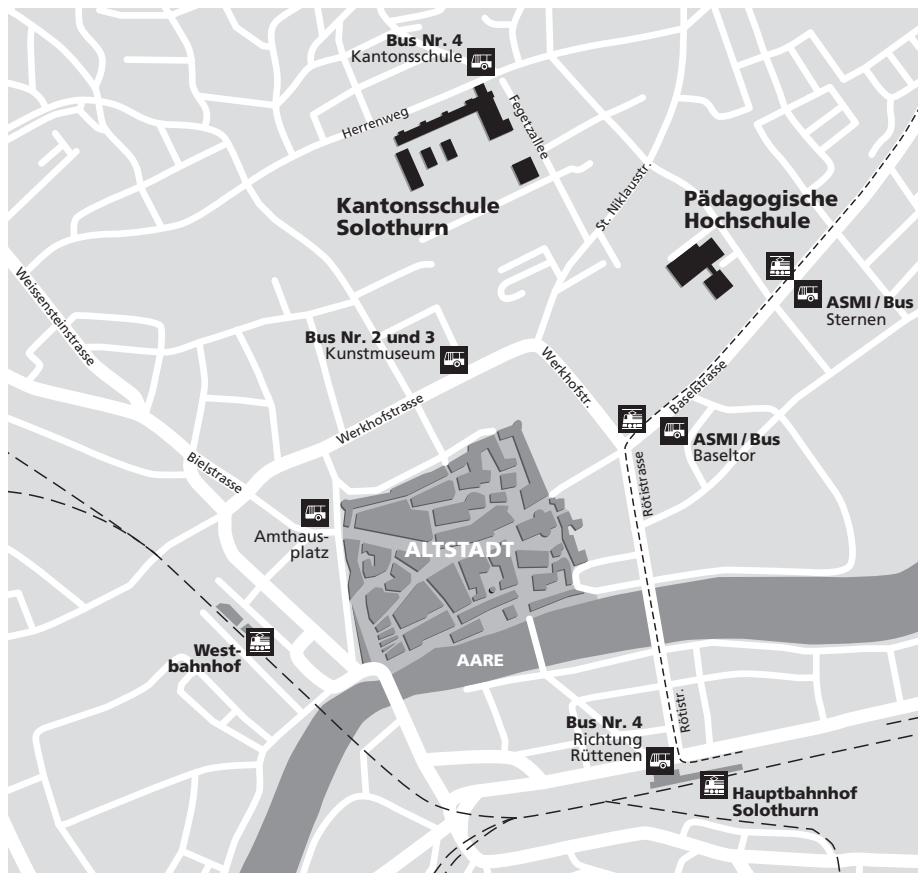 Bus Nr. 4
Kantonsschule
Herrenweg
Fegetzallee
Kantonsschule
Solothurn
St. Niklausstr.
Pädagogische
Hochschule
ASMI / Bus
Sternen
Weissensteinstrasse
Bus Nr. 2 und 3
Kunstmuseum
Werkhofstr.
Werkhofstrasse
Baselstrasse
ASMI / Bus
Baseltor
Bielstrasse
Rötistrasse
Amthaus-
platz
ALTSTADT
West-
bahnhof
AARE
Rötistr.
Bus Nr. 4
Richtung
Rüttenen
Hauptbahnhof
Solothurn